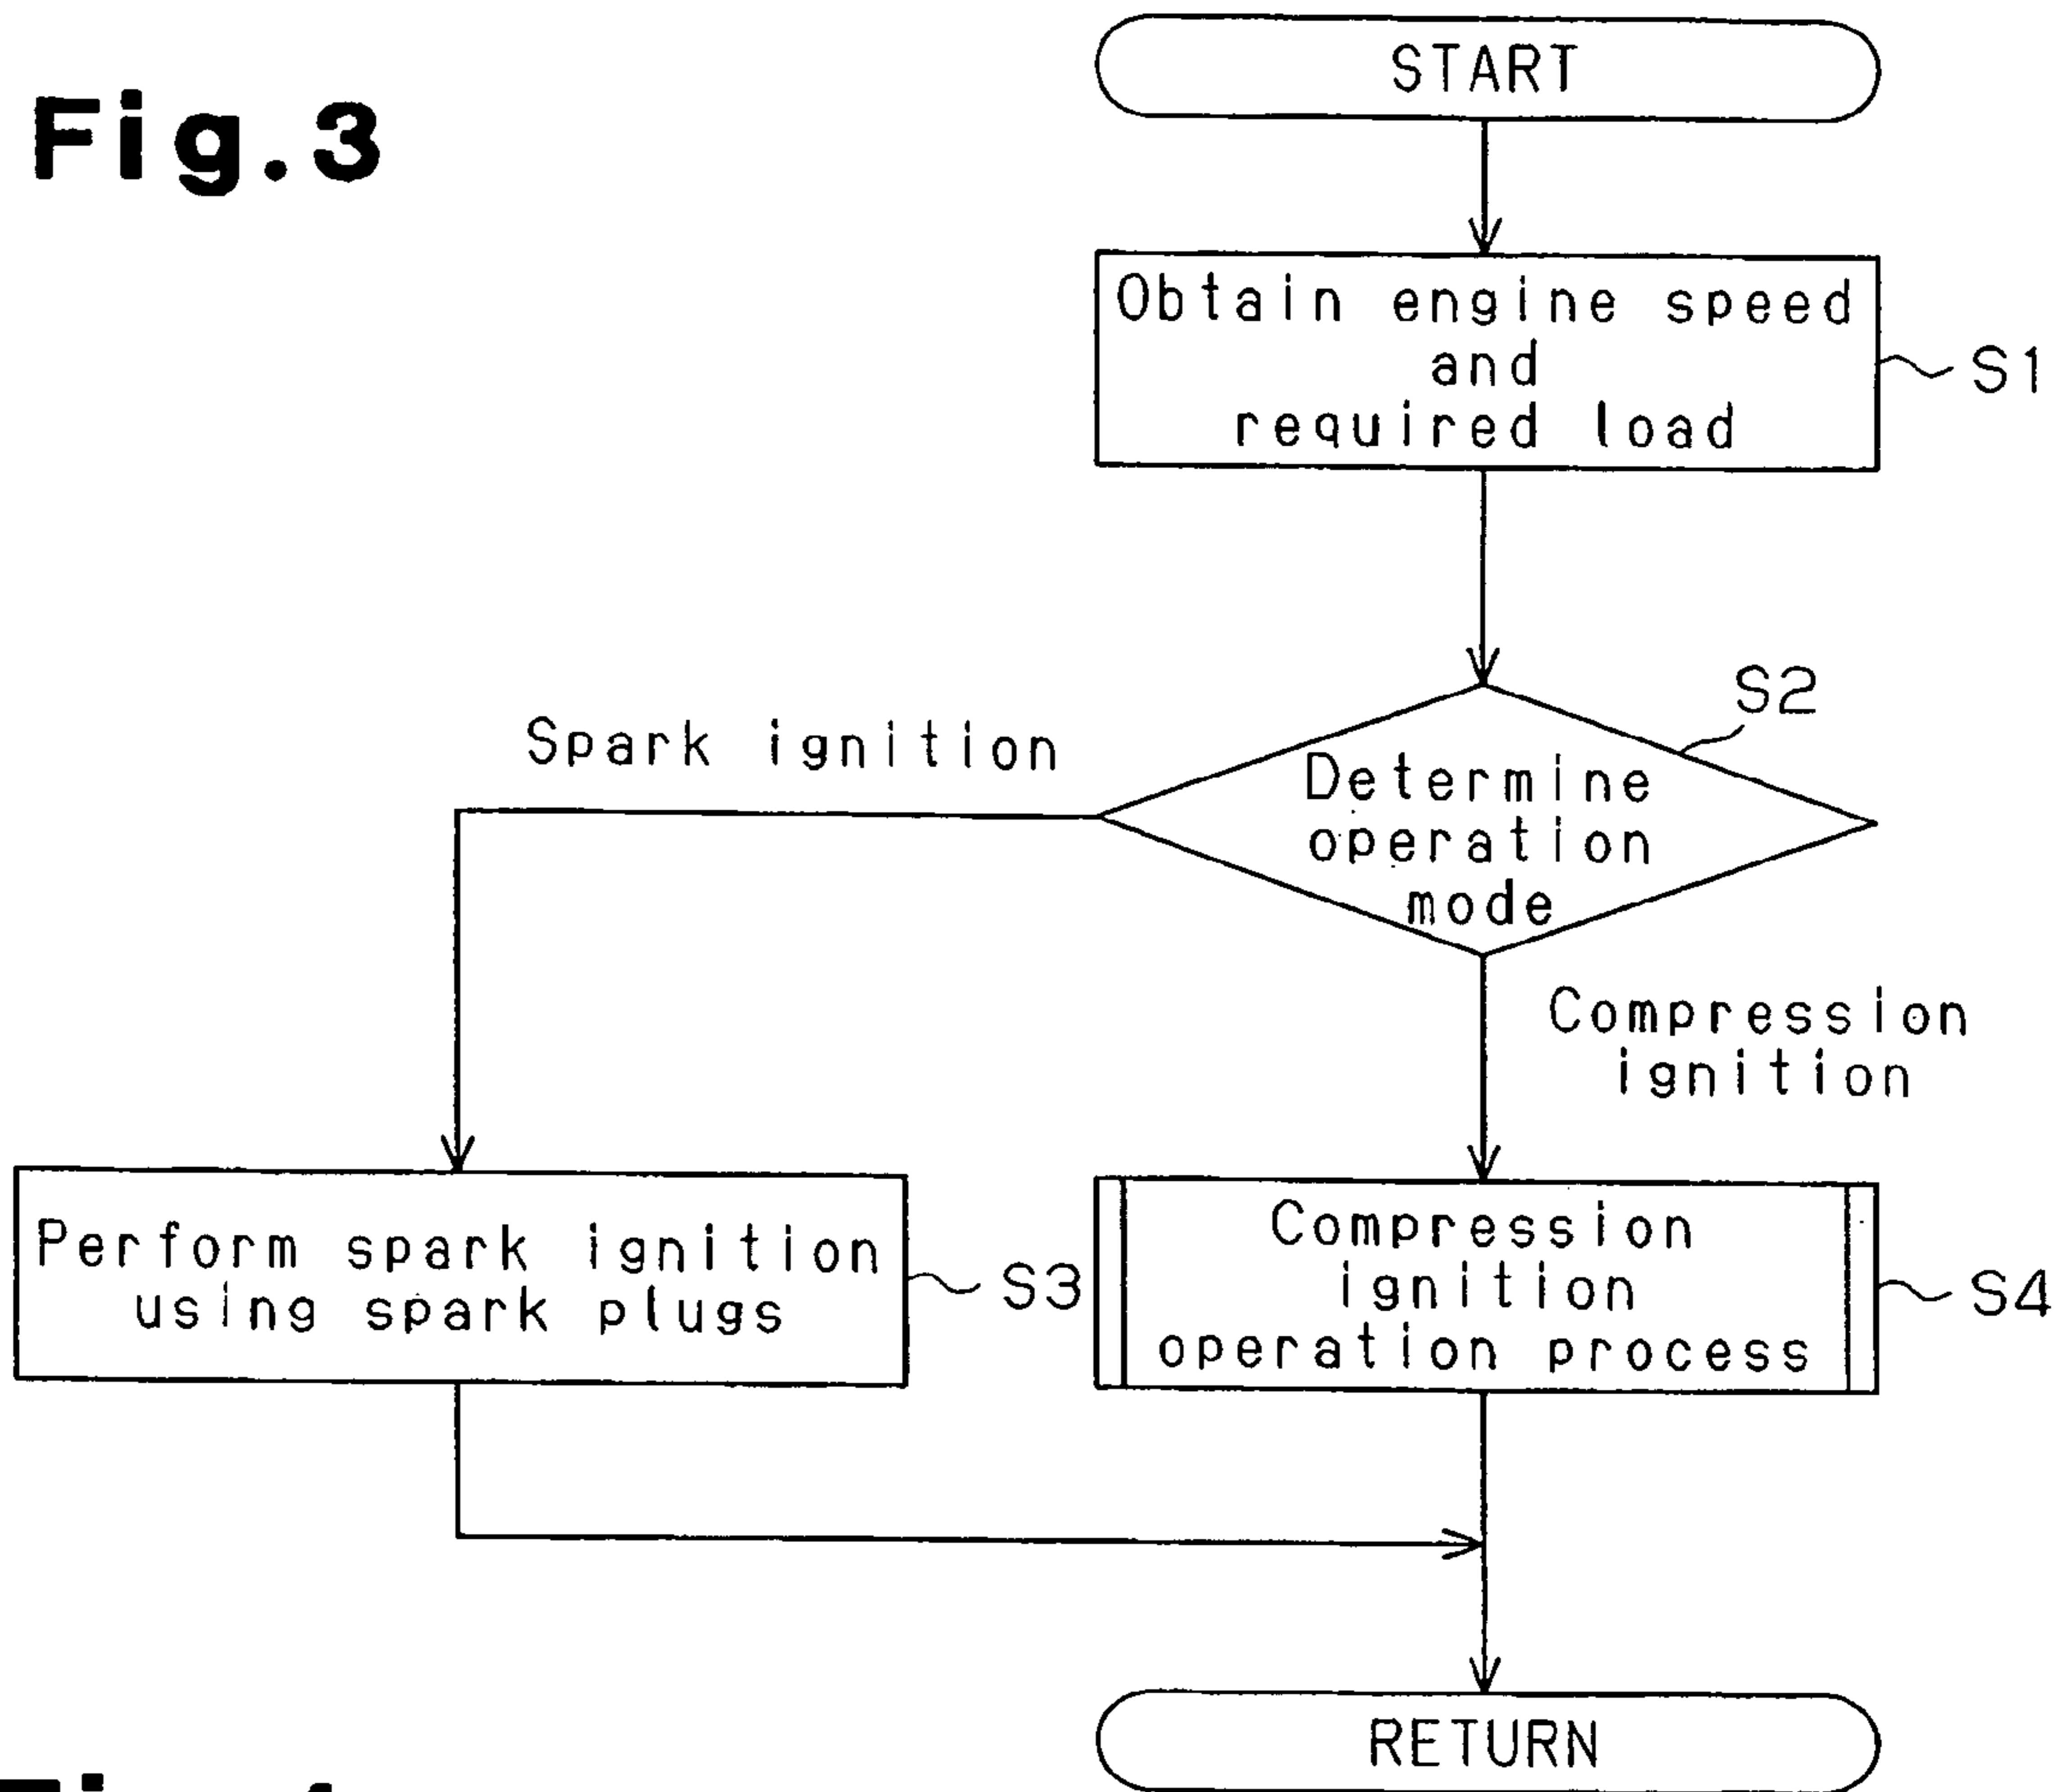 Fig.3
START
Obtain engine speed
and
required load
S1
S2
Determine
operation
mode
Spark ignition
Compression
ignition
Perform spark ignition
using spark plugs
S3
Compression
ignition
operation process
S4
RETURN